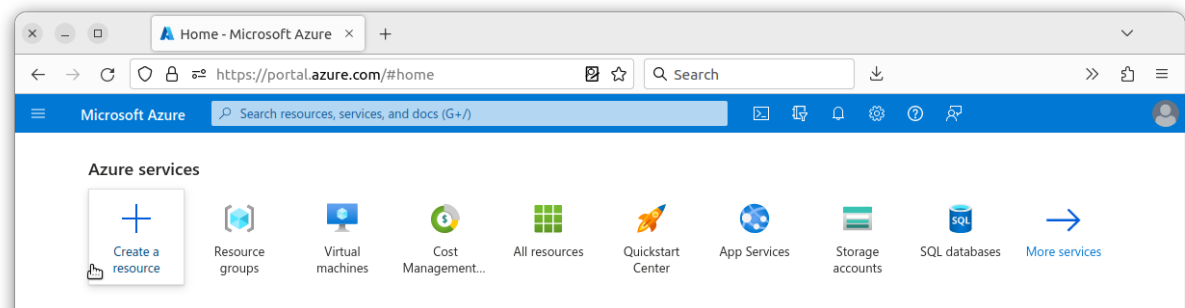 Home - Microsoft Azure
https://portal.azure.com/#home
Search
Microsoft Azure
Search resources, services, and docs (G+/)
Azure services
Create a
resource
Resource
groups
Virtual
machines
Cost
Management...
All resources
Quickstart
Center
App Services
Storage
accounts
SQL
SQL databases
More services